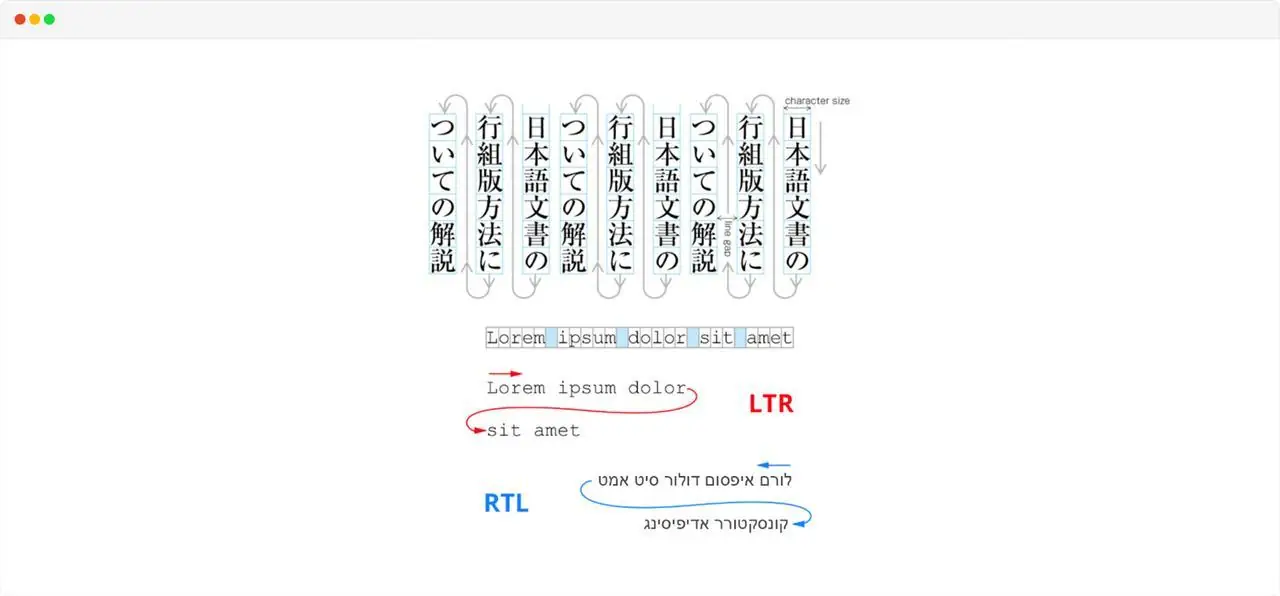 character size
日本語文書の
行組版方法に
ついての解説
日本語文書の
行組版方法に
ついての解説
日本語文書の
行組版方法に
ついての解説
line gap
Lorem ipsum dolor sit amet
Lorem ipsum dolor
LTR
sit amet
לורם איפסום דולור סיט אמט
RTL
קונסקטורר אדיפיסינג